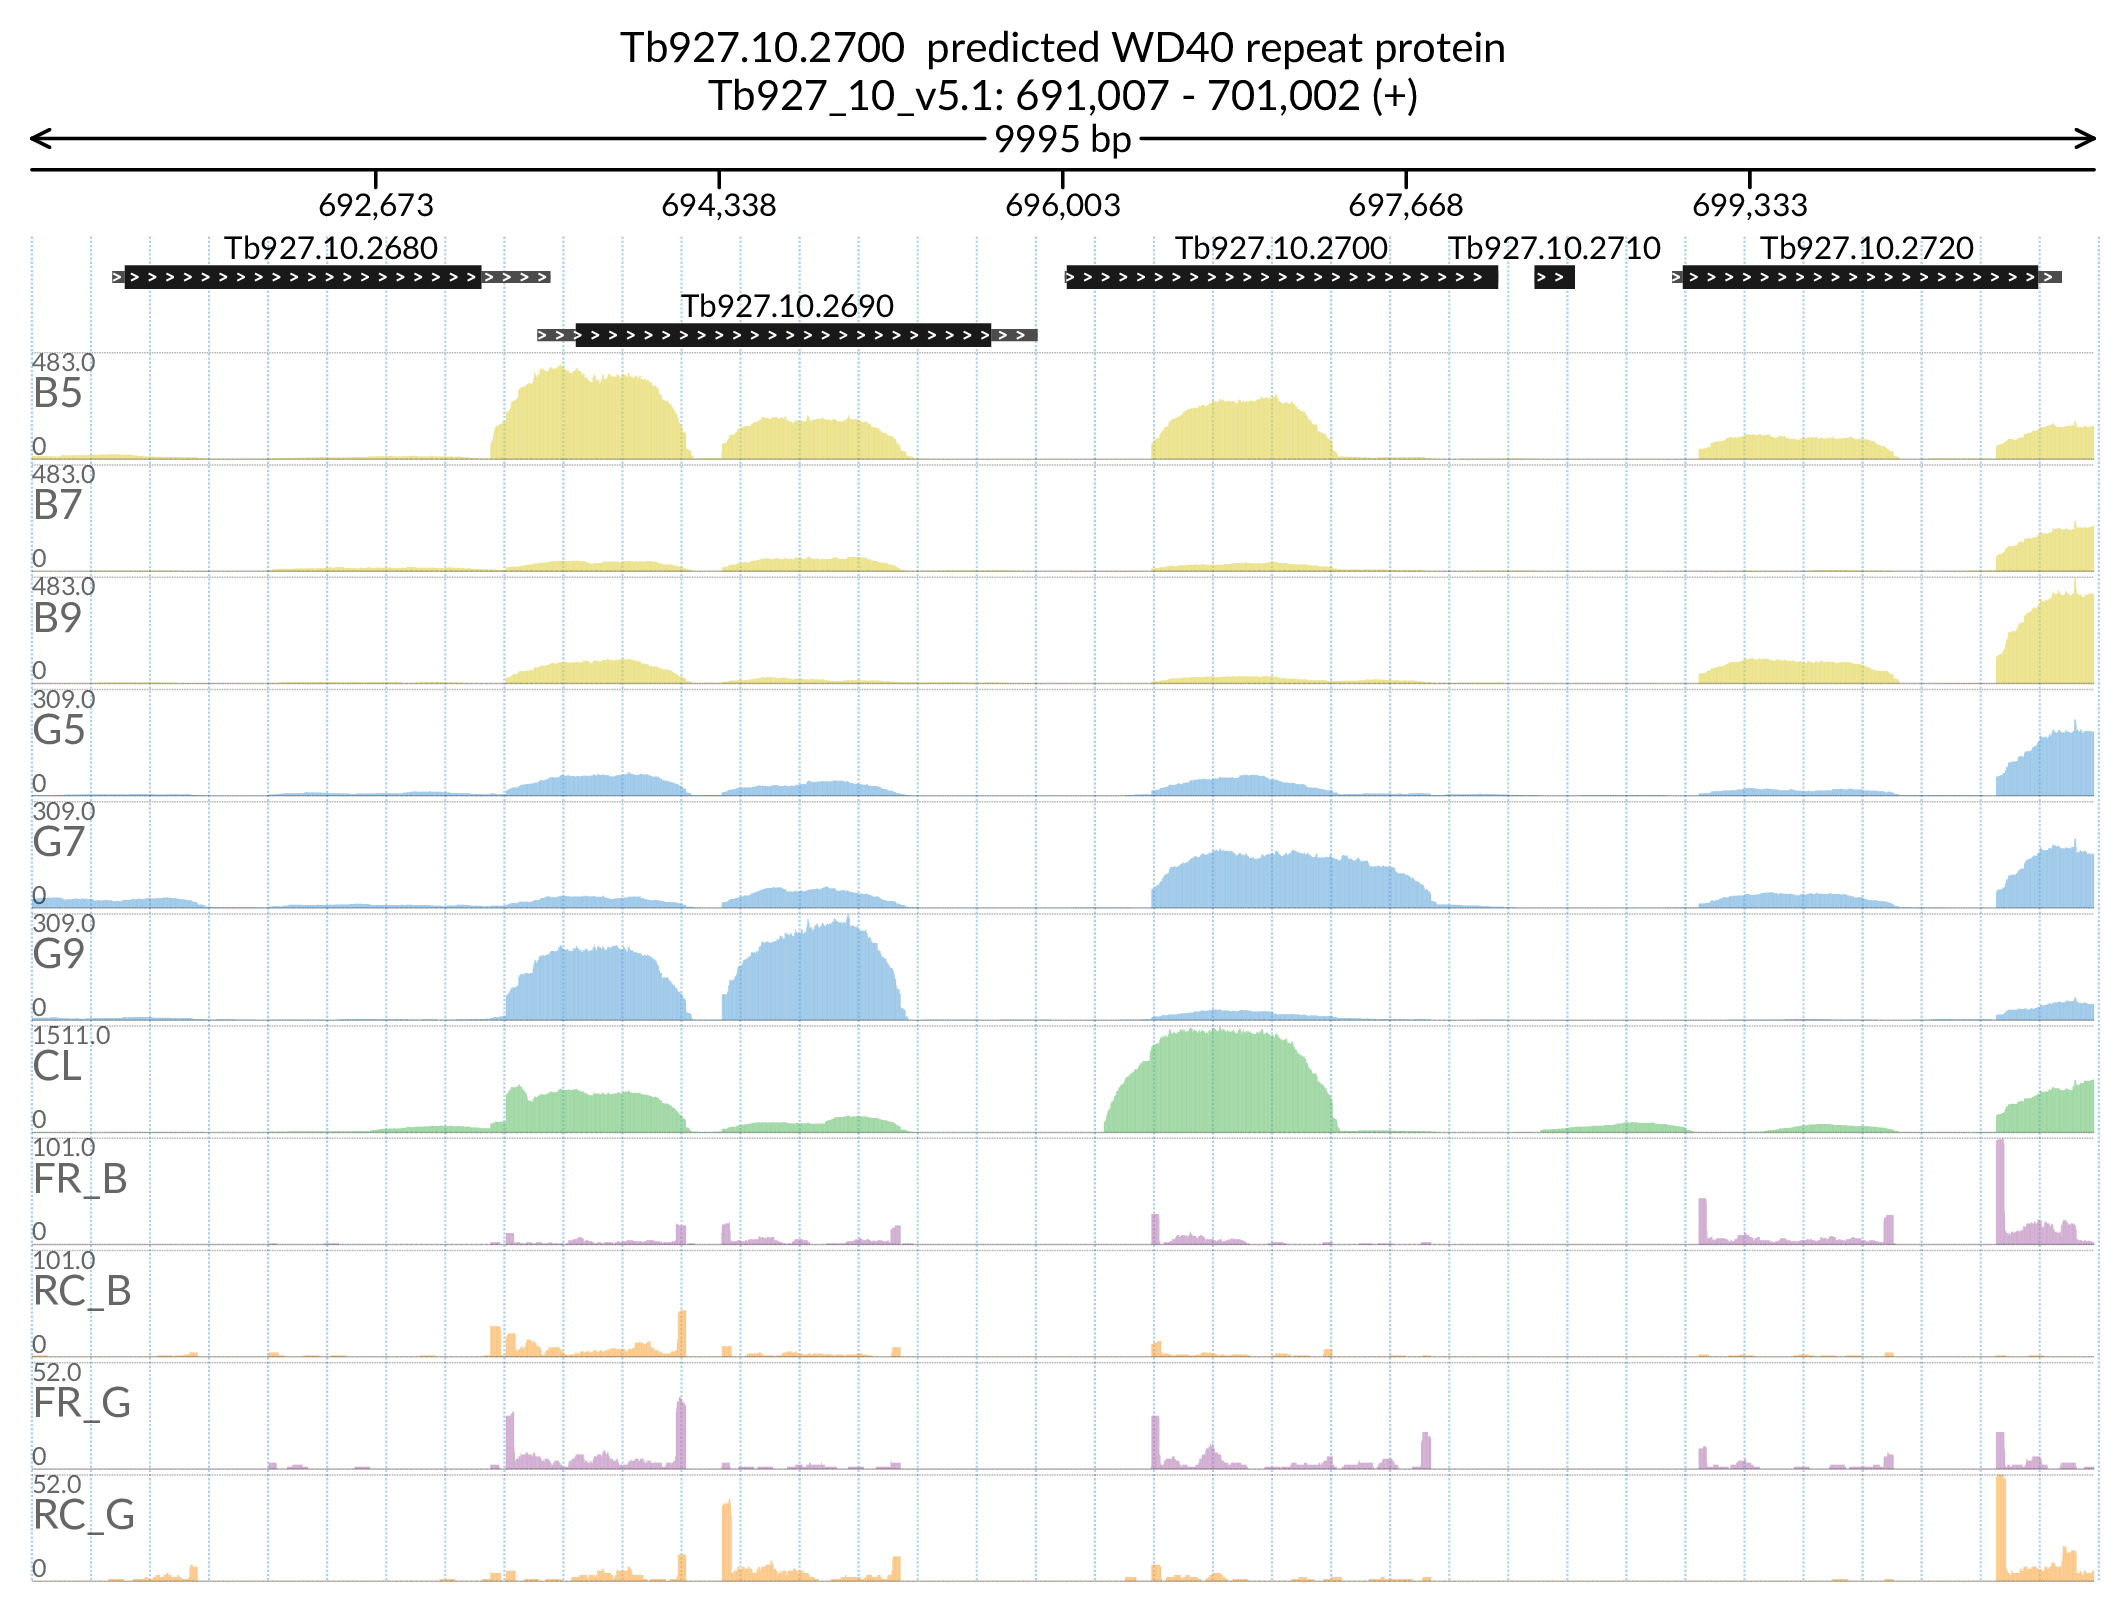 Tb927.10.2700  predicted WD40 repeat protein
Tb927_10_v5.1: 691,007 - 701,002 (+)
9995 bp
692,673 694,338 696,003 697,668 699,333
Tb927.10.2680 Tb927.10.2700 Tb927.10.2710 Tb927.10.2720
Tb927.10.2690
483.0
B5
0
483.0
B7
0
483.0
B9
0
309.0
G5
0
309.0
G7
0
309.0
G9
0
1511.0
CL
0
101.0
FR_B
0
101.0
RC_B
0
52.0
FR_G
0
52.0
RC_G
0